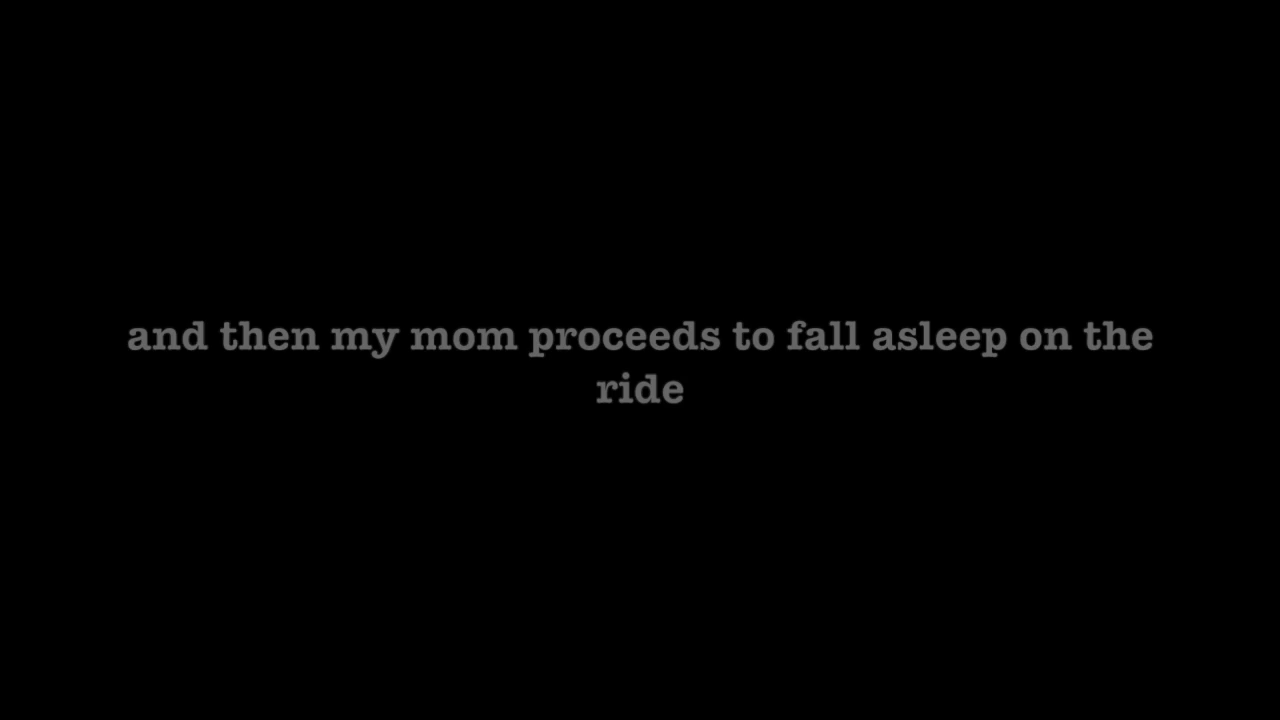 and then my mom proceeds to fall asleep on the
ride